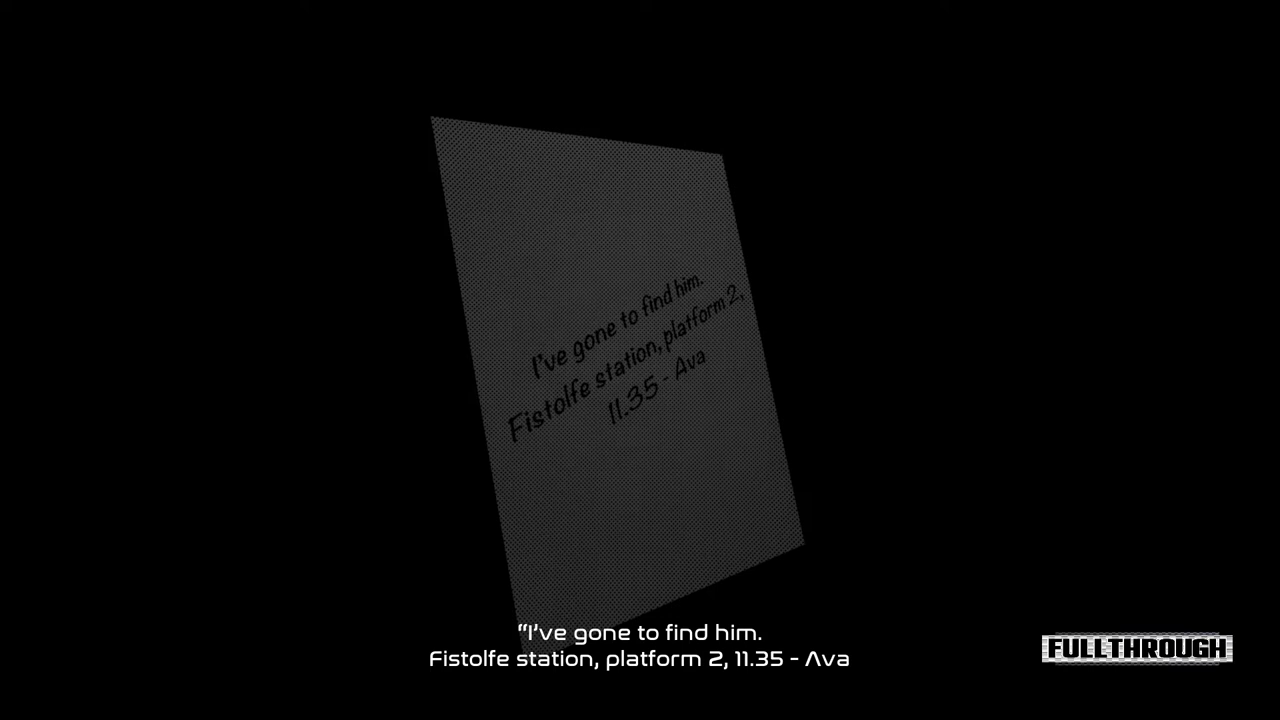 I've gone to find him.
Fistolfe station, platform 2,
11.35 - Ava
"I've gone to find him.
Fistolfe station, platform 2, 11.35 - Ava
FULLTHROUGH